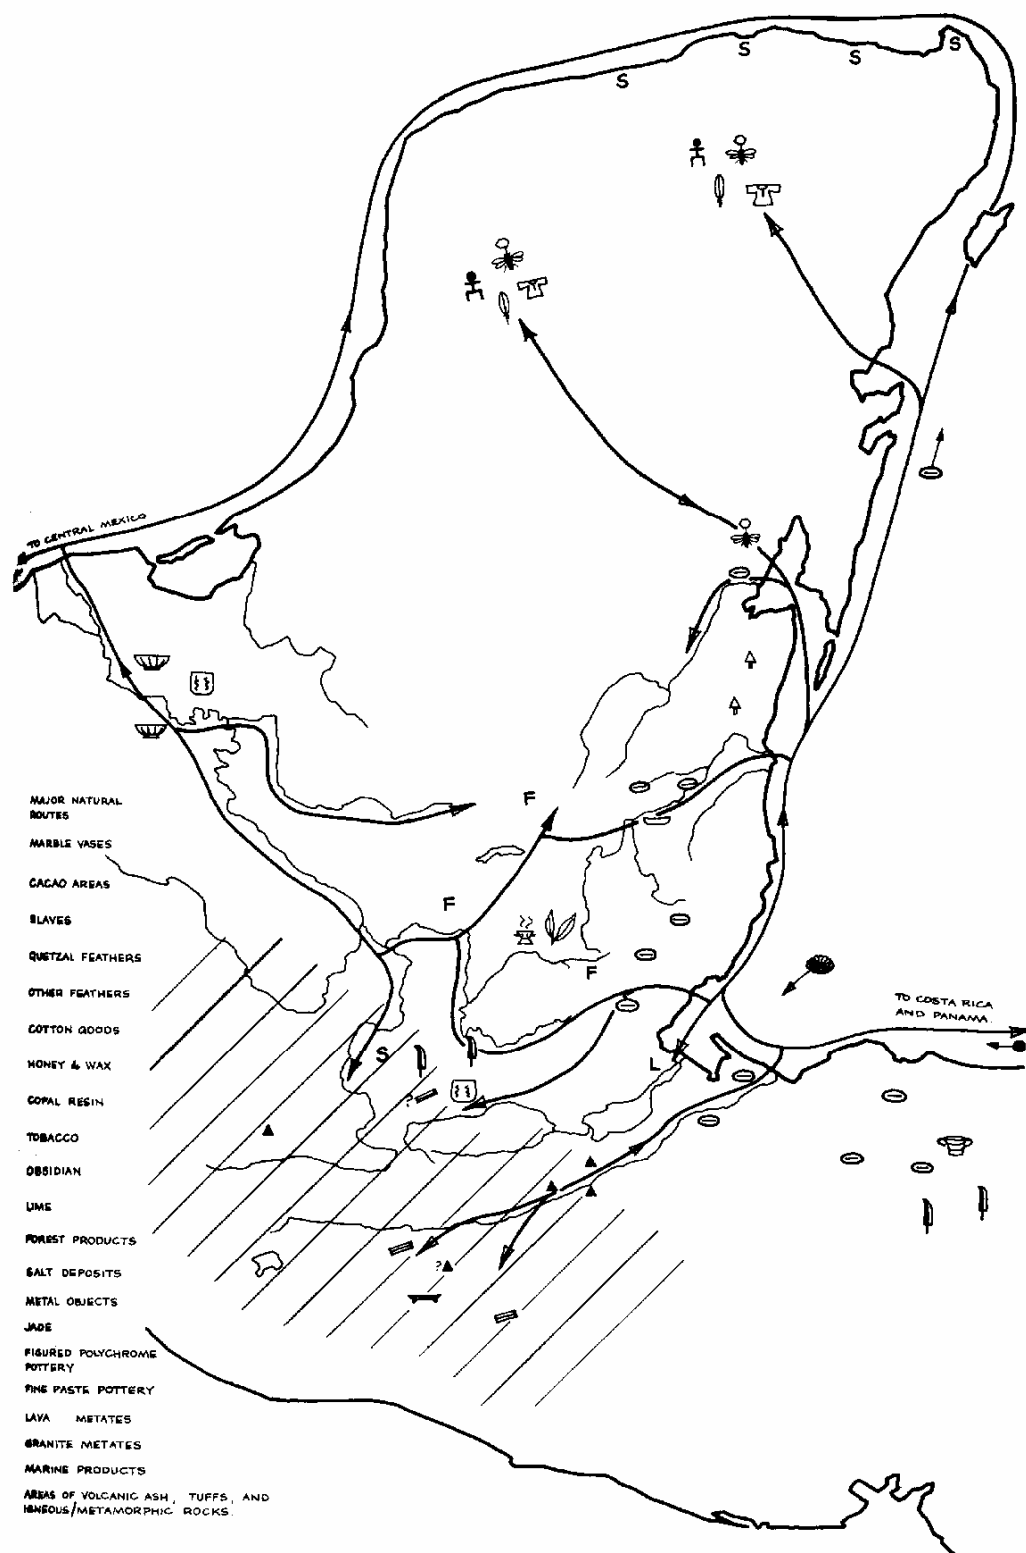 S
S
S
S
TO CENTRAL MEXICO
F
F
F
S
L
?
?
TO COSTA RICA
AND PANAMA.
MAJOR NATURAL
ROUTES
MARBLE VASES
CACAO AREAS
SLAVES
QUETZAL FEATHERS
OTHER FEATHERS
COTTON GOODS
HONEY & WAX
COPAL RESIN
TOBACCO
OBSIDIAN
LIME
FOREST PRODUCTS
SALT DEPOSITS
METAL OBJECTS
JADE
FIGURED POLYCHROME
POTTERY
FINE PASTE POTTERY
LAVA METATES
GRANITE METATES
MARINE PRODUCTS
AREAS OF VOLCANIC ASH, TUFFS, AND
IGNEOUS/METAMORPHIC ROCKS.